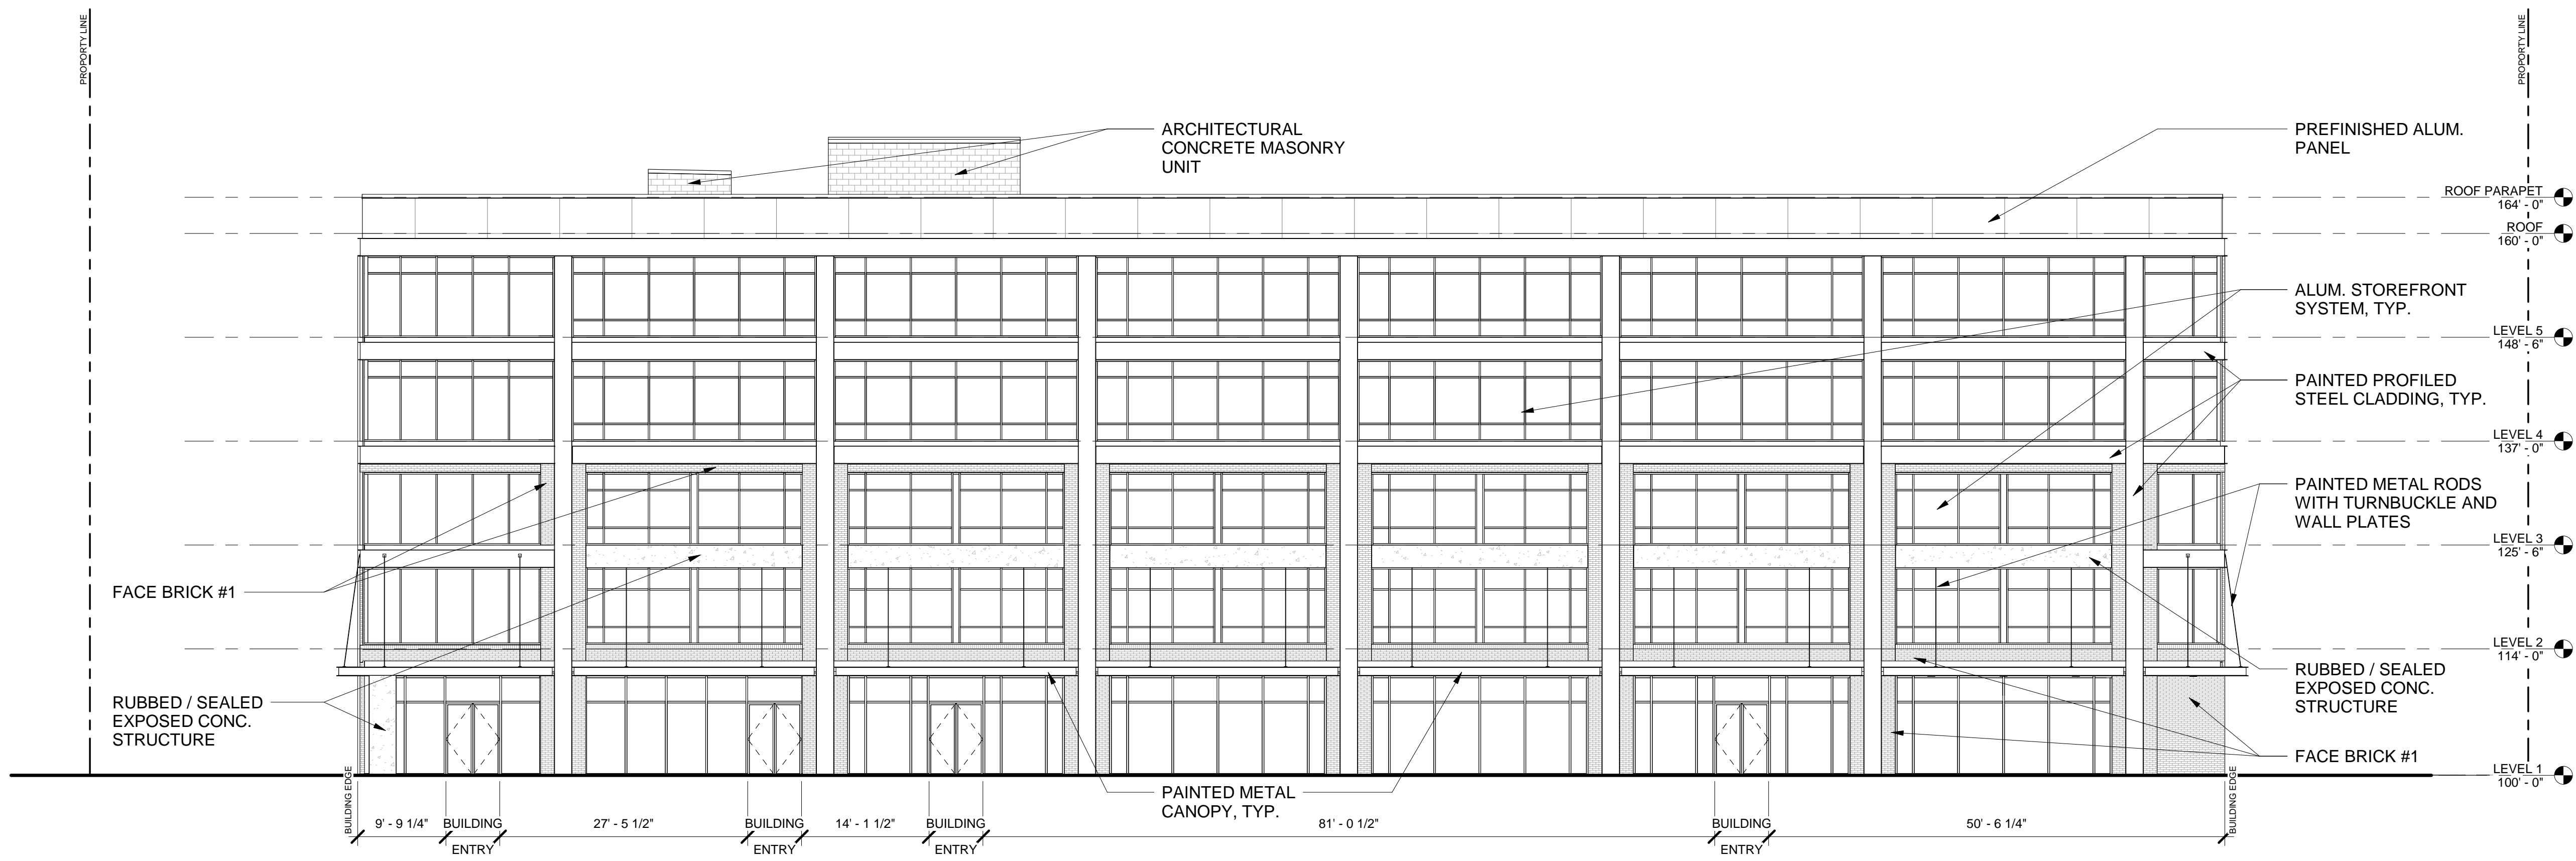 PROPORTY LINE
PROPORTY LINE
ARCHITECTURAL
CONCRETE MASONRY
UNIT
PREFINISHED ALUM.
PANEL
ROOF PARAPET
164' - 0"
ROOF
160' - 0"
ALUM. STOREFRONT
SYSTEM, TYP.
LEVEL 5
148' - 6"
PAINTED PROFILED
STEEL CLADDING, TYP.
LEVEL 4
137' - 0"
PAINTED METAL RODS
WITH TURNBUCKLE AND
WALL PLATES
LEVEL 3
125' - 6"
FACE BRICK #1
LEVEL 2
114' - 0"
RUBBED / SEALED
EXPOSED CONC.
STRUCTURE
RUBBED / SEALED
EXPOSED CONC.
STRUCTURE
FACE BRICK #1
LEVEL 1
100' - 0"
PAINTED METAL
CANOPY, TYP.
BUILDING EDGE
BUILDING EDGE
9' - 9 1/4"
BUILDING
ENTRY
27' - 5 1/2"
BUILDING
ENTRY
14' - 1 1/2"
BUILDING
ENTRY
81' - 0 1/2"
BUILDING
ENTRY
50' - 6 1/4"